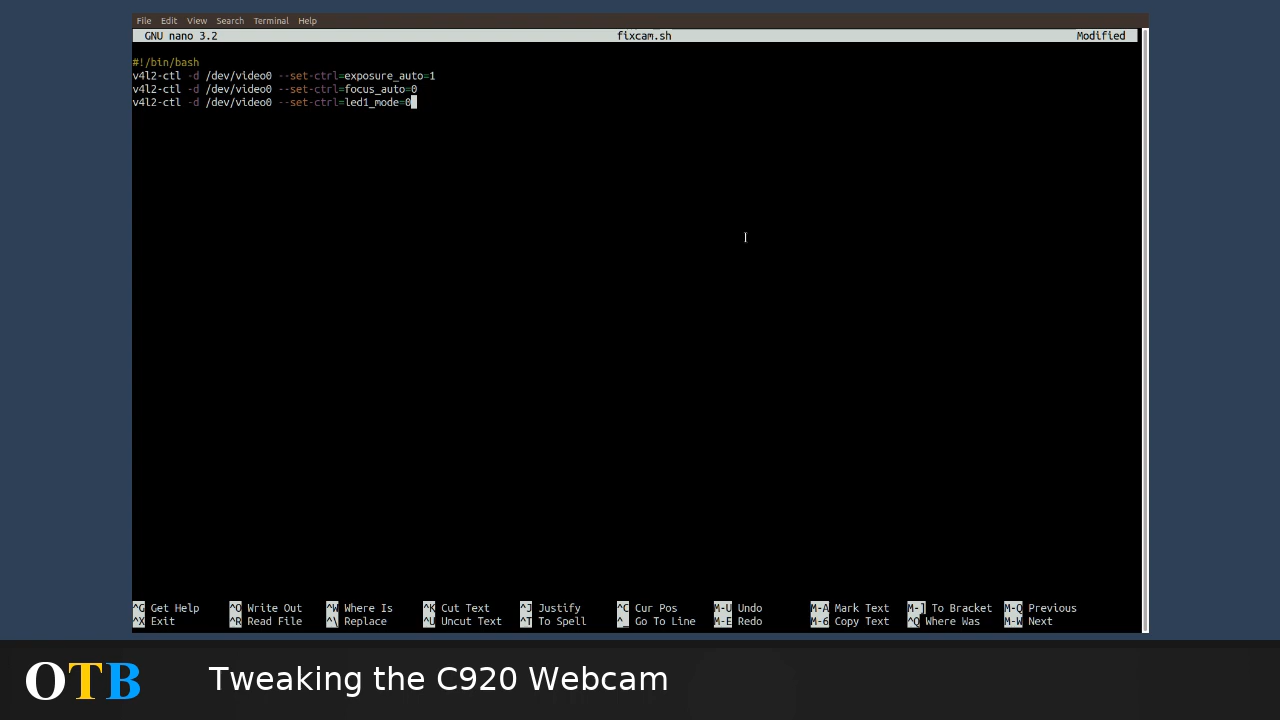 File Edit View Search Terminal Help
GNU nano 3.2 fixcam.sh Modified
#!/bin/bash
v4l2-ctl -d /dev/video0 --set-ctrl=exposure_auto=1
v4l2-ctl -d /dev/video0 --set-ctrl=focus_auto=0
v4l2-ctl -d /dev/video0 --set-ctrl=led1_mode=0
^G Get Help ^O Write Out ^W Where Is ^K Cut Text ^J Justify ^C Cur Pos M-U Undo M-A Mark Text M-] To Bracket M-Q Previous
^X Exit ^R Read File ^\ Replace ^U Uncut Text ^T To Spell ^_ Go To Line M-E Redo M-6 Copy Text ^Q Where Was M-W Next
OTB Tweaking the C920 Webcam